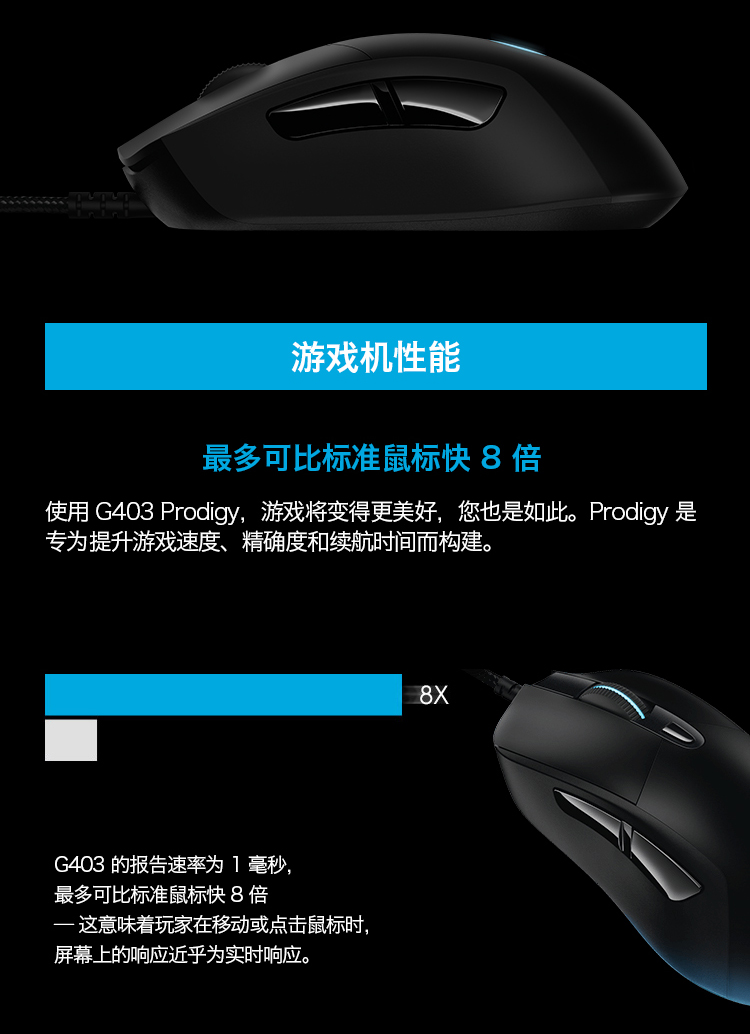 游戏机性能
最多可比标准鼠标快 8 倍
使用 G403 Prodigy，游戏将变得更美好，您也是如此。Prodigy 是
专为提升游戏速度、精确度和续航时间而构建。
8X
G403 的报告速率为 1 毫秒，
最多可比标准鼠标快 8 倍
— 这意味着玩家在移动或点击鼠标时，
屏幕上的响应近乎为实时响应。